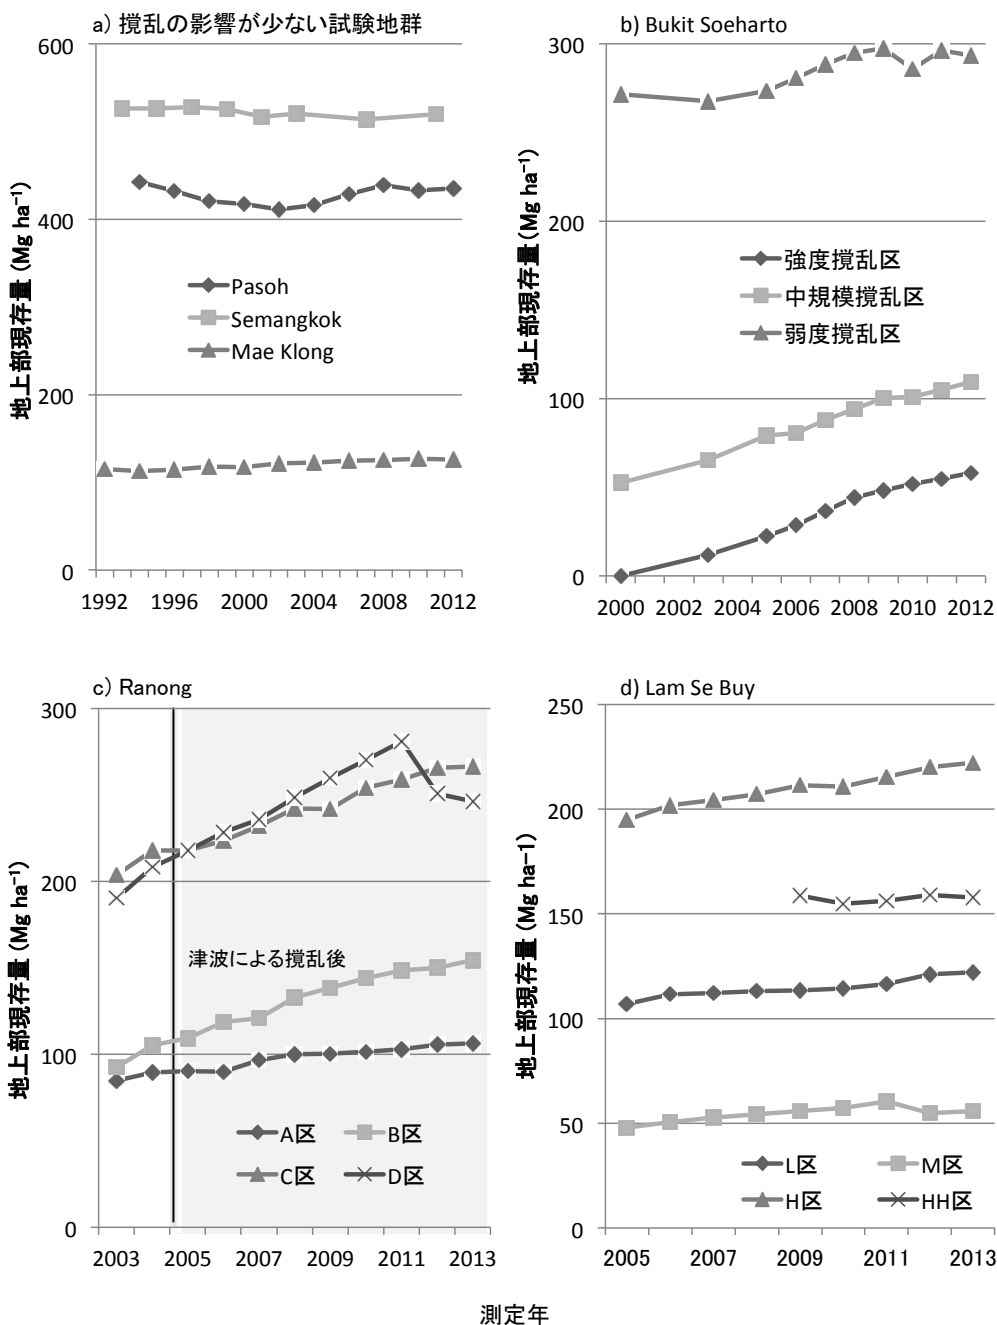 a) 撹乱の影響が少ない試験地群
600
400
200
0
地上部現存量 (Mg ha⁻¹)
Pasoh
Semangkok
Mae Klong
1992 1996 2000 2004 2008 2012
b) Bukit Soeharto
300
200
100
0
地上部現存量 (Mg ha⁻¹)
強度撹乱区
中規模撹乱区
弱度撹乱区
2000 2002 2004 2006 2008 2010 2012
c) Ranong
300
200
100
0
地上部現存量 (Mg ha⁻¹)
津波による撹乱後
A区 B区
C区 D区
2003 2005 2007 2009 2011 2013
d) Lam Se Buy
250
200
150
100
50
0
地上部現存量 (Mg ha−1)
L区 M区
H区 HH区
2005 2007 2009 2011 2013
測定年